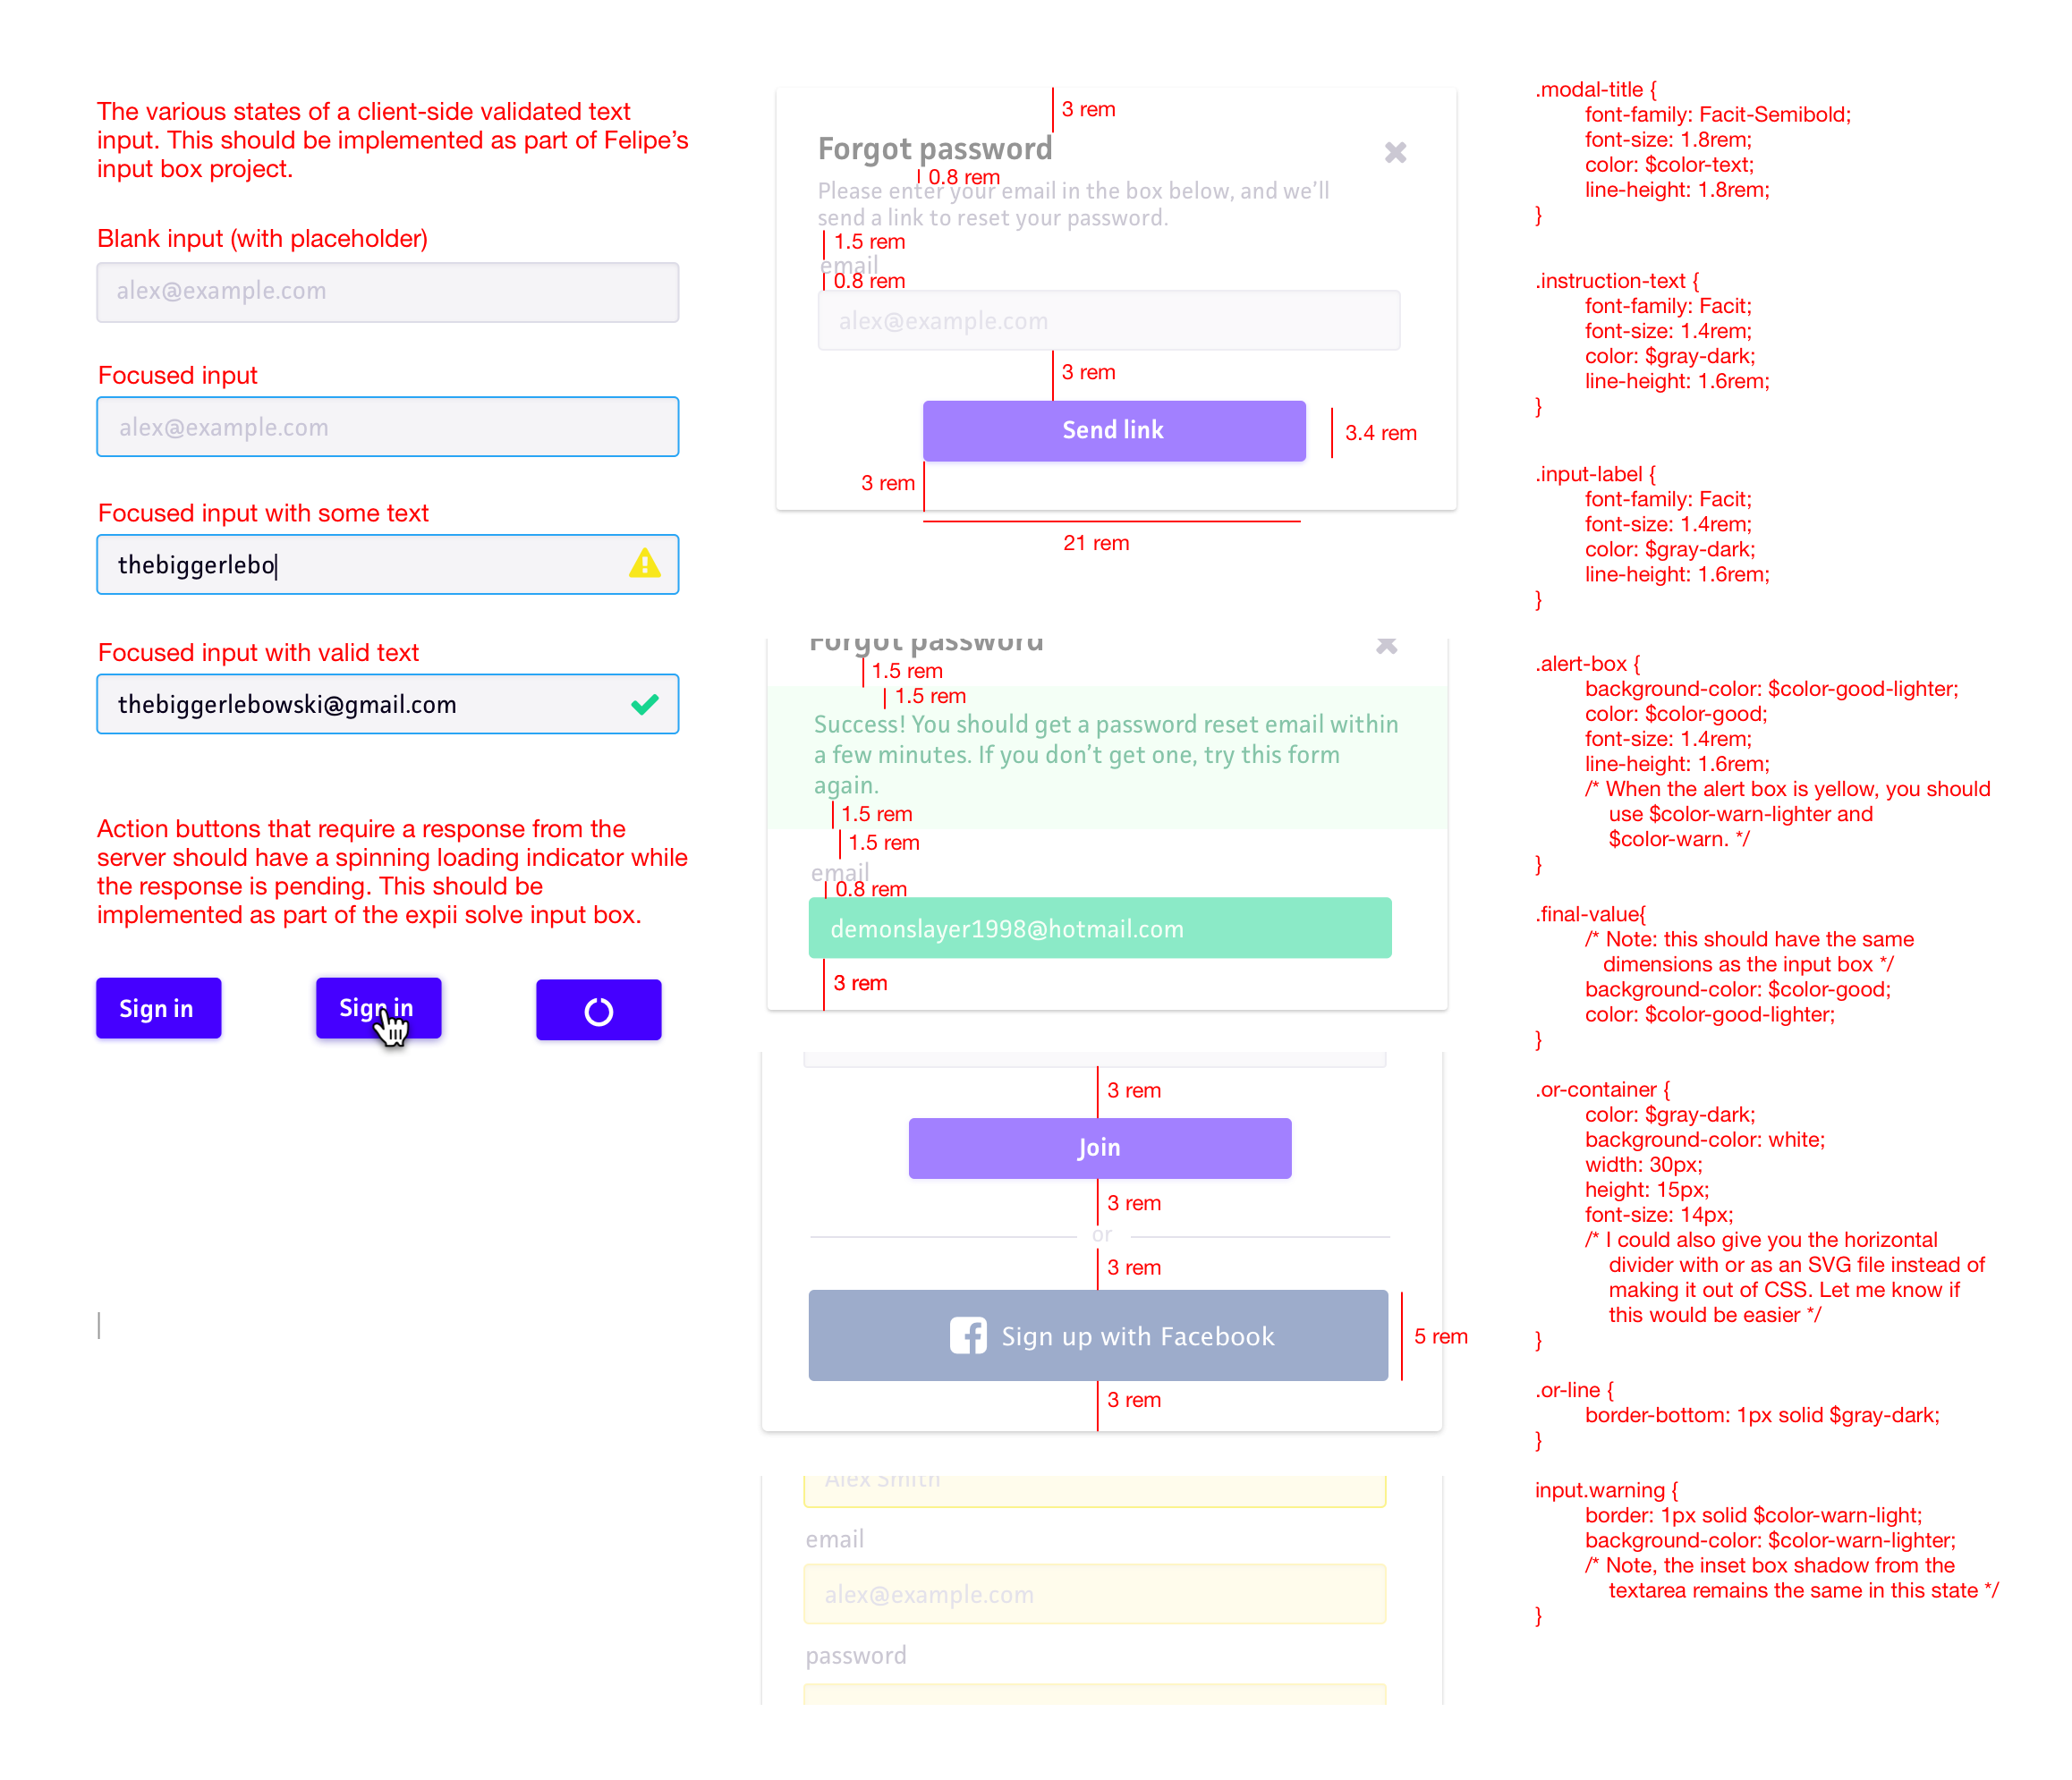 The various states of a client-side validated text
input. This should be implemented as part of Felipe’s
input box project.
Blank input (with placeholder)
alex@example.com
Focused input
alex@example.com
Focused input with some text
thebiggerlebo
Focused input with valid text
thebiggerlebowski@gmail.com
Action buttons that require a response from the
server should have a spinning loading indicator while
the response is pending. This should be
implemented as part of the expii solve input box.
Sign in
Sign in
3 rem
Forgot password
0.8 rem
Please enter your email in the box below, and we’ll
send a link to reset your password.
1.5 rem
email
0.8 rem
alex@example.com
3 rem
Send link
3.4 rem
3 rem
21 rem
Forgot password
1.5 rem
1.5 rem
Success! You should get a password reset email within
a few minutes. If you don’t get one, try this form
again.
1.5 rem
1.5 rem
email
0.8 rem
demonslayer1998@hotmail.com
3 rem
3 rem
Join
3 rem
or
3 rem
Sign up with Facebook
5 rem
3 rem
Alex Smith
email
alex@example.com
password
.modal-title {
font-family: Facit-Semibold;
font-size: 1.8rem;
color: $color-text;
line-height: 1.8rem;
}
.instruction-text {
font-family: Facit;
font-size: 1.4rem;
color: $gray-dark;
line-height: 1.6rem;
}
.input-label {
font-family: Facit;
font-size: 1.4rem;
color: $gray-dark;
line-height: 1.6rem;
}
.alert-box {
background-color: $color-good-lighter;
color: $color-good;
font-size: 1.4rem;
line-height: 1.6rem;
/* When the alert box is yellow, you should
use $color-warn-lighter and
$color-warn. */
}
.final-value{
/* Note: this should have the same
dimensions as the input box */
background-color: $color-good;
color: $color-good-lighter;
}
.or-container {
color: $gray-dark;
background-color: white;
width: 30px;
height: 15px;
font-size: 14px;
/* I could also give you the horizontal
divider with or as an SVG file instead of
making it out of CSS. Let me know if
this would be easier */
}
.or-line {
border-bottom: 1px solid $gray-dark;
}
input.warning {
border: 1px solid $color-warn-light;
background-color: $color-warn-lighter;
/* Note, the inset box shadow from the
textarea remains the same in this state */
}